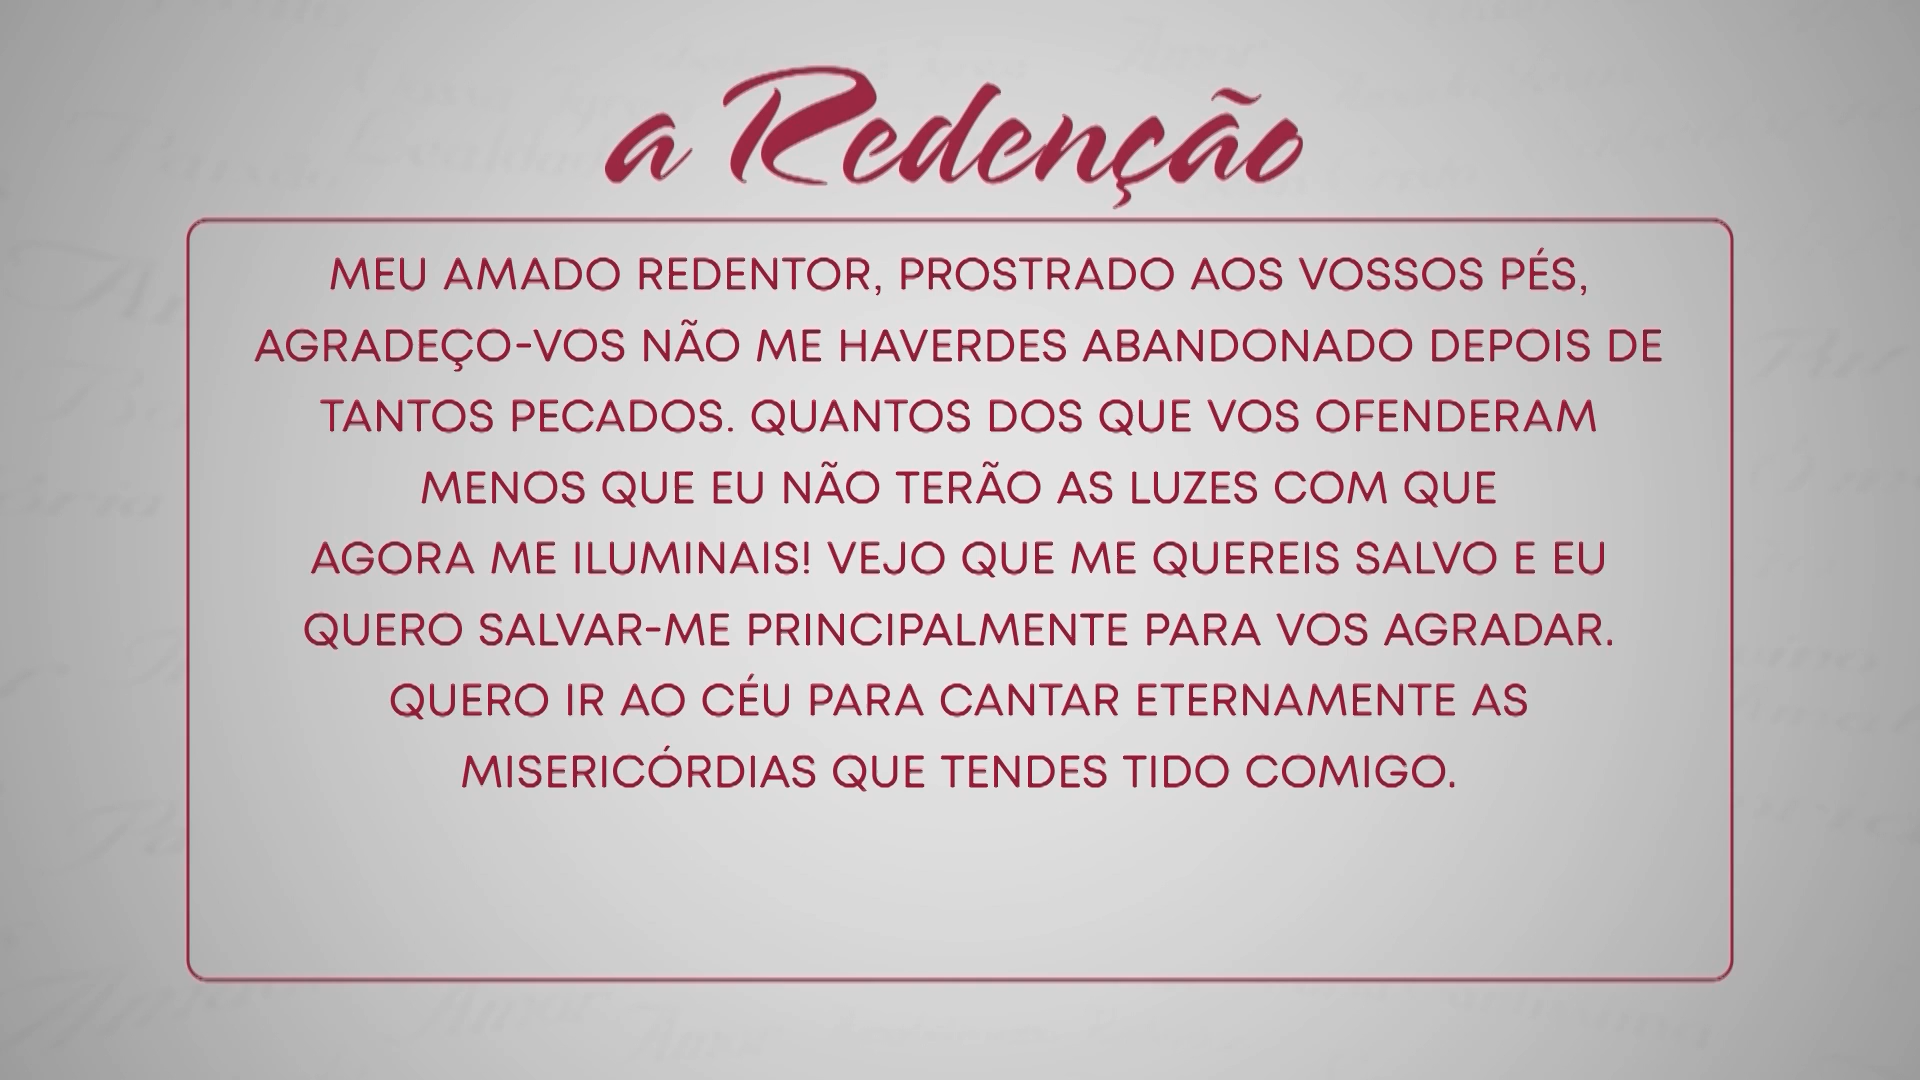 a Redenção
MEU AMADO REDENTOR, PROSTRADO AOS VOSSOS PÉS,
AGRADEÇO-VOS NÃO ME HAVERDES ABANDONADO DEPOIS DE
TANTOS PECADOS. QUANTOS DOS QUE VOS OFENDERAM
MENOS QUE EU NÃO TERÃO AS LUZES COM QUE
AGORA ME ILUMINAIS! VEJO QUE ME QUEREIS SALVO E EU
QUERO SALVAR-ME PRINCIPALMENTE PARA VOS AGRADAR.
QUERO IR AO CÉU PARA CANTAR ETERNAMENTE AS
MISERICÓRDIAS QUE TENDES TIDO COMIGO.